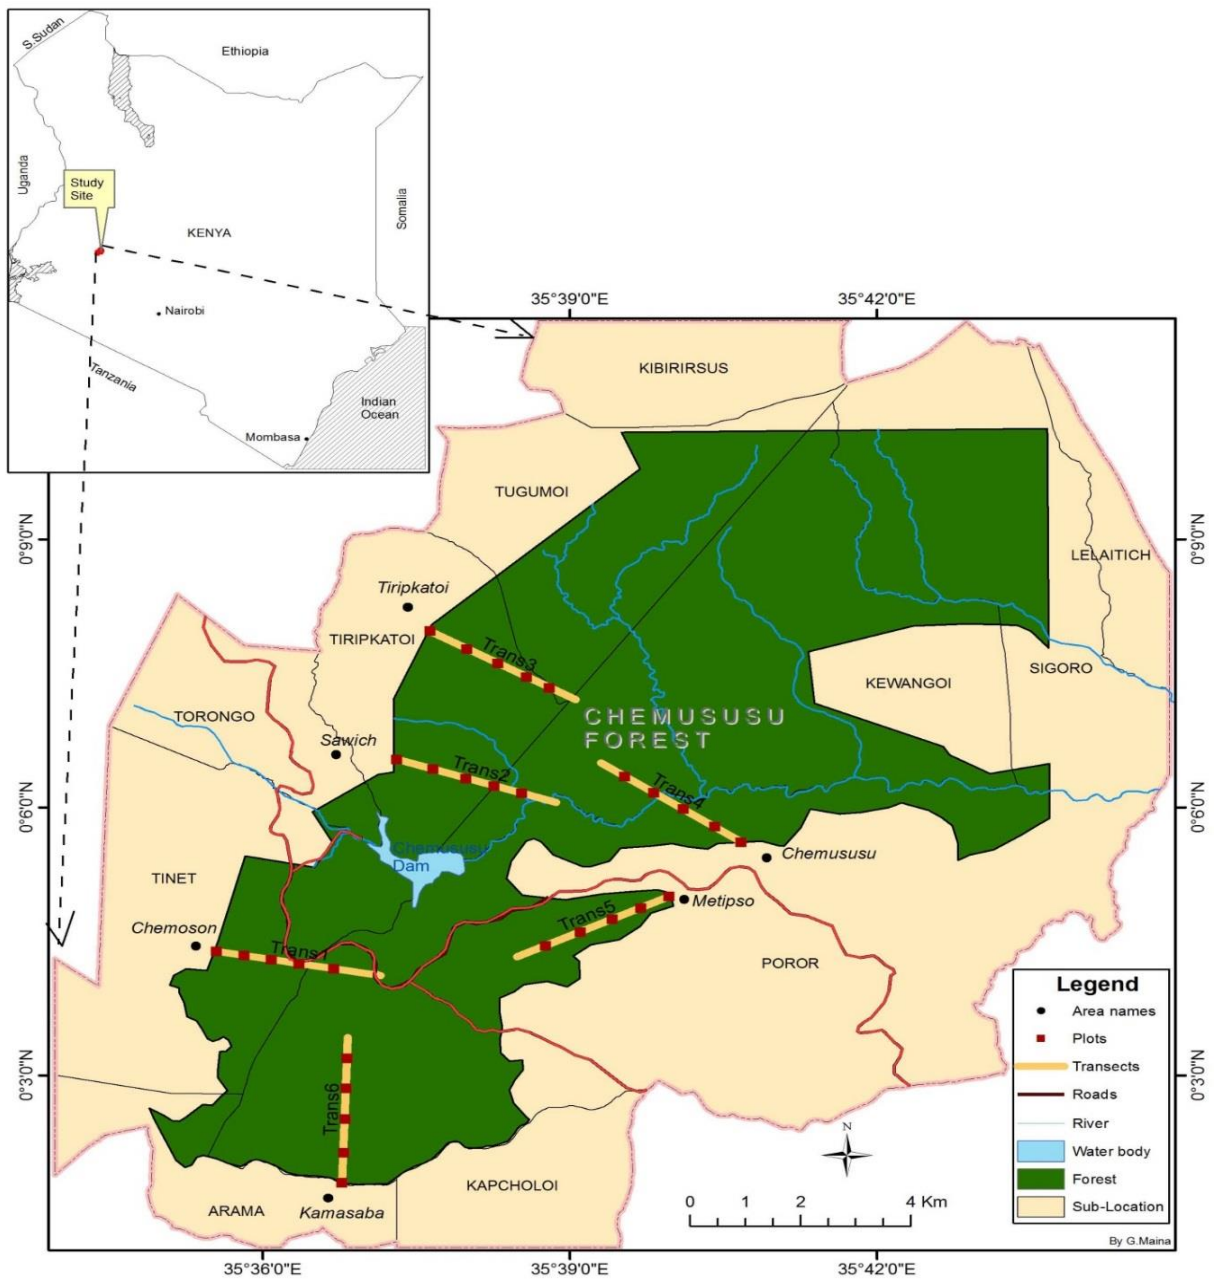 S.Sudan
Ethiopia
Uganda
Study
Site
Somalia
KENYA
Nairobi
Tanzania
Indian
Ocean
Mombasa
35°39'0"E
35°42'0"E
KIBIRIRSUS
TUGUMOI
0°9'0"N
0°9'0"N
LELAITICH
Tiripkatoi
TIRIPKATOI
Trans3
SIGORO
KEWANGOI
TORONGO
CHEMUSUSU
FOREST
Sawich
Trans2
Trans4
0°6'0"N
0°6'0"N
Chemususu
Dam
Chemususu
TINET
Metipso
Chemoson
Trans5
Trans1
POROR
Legend
Area names
Plots
Transects
Roads
River
Water body
Forest
Sub-Location
0°3'0"N
0°3'0"N
Trans6
N
KAPCHOLOI
ARAMA
Kamasaba
0 1 2 4 Km
By G.Maina
35°36'0"E
35°39'0"E
35°42'0"E